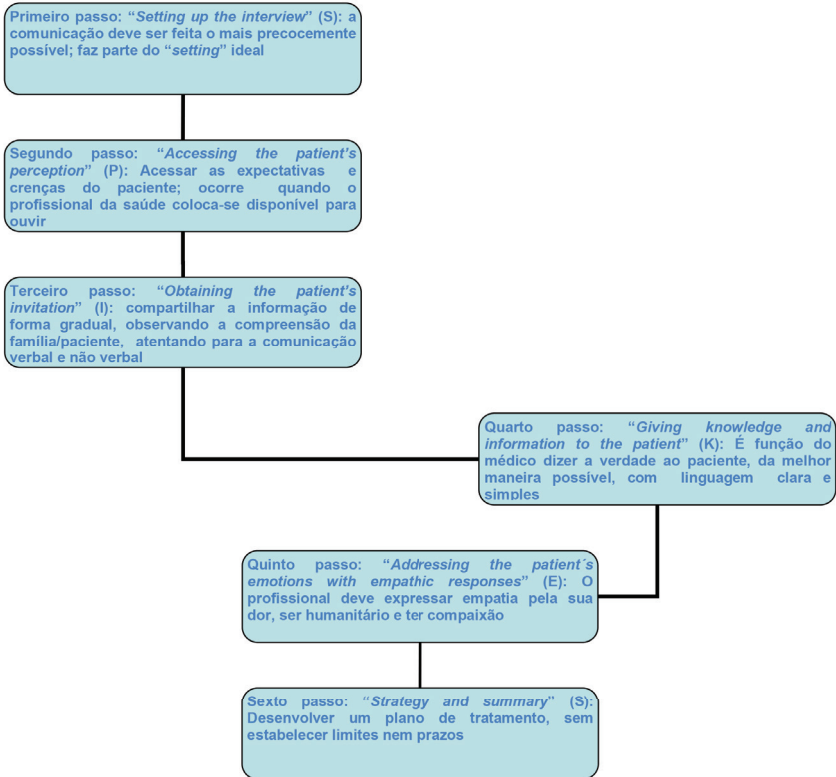 Primeiro passo: “Setting up the interview” (S): a
comunicação deve ser feita o mais precocemente
possível; faz parte do “setting” ideal
Segundo passo: “Accessing the patient's
perception” (P): Acessar as expectativas e
crenças do paciente; ocorre quando o
profissional da saúde coloca-se disponível para
ouvir
Terceiro passo: “Obtaining the patient's
invitation” (I): compartilhar a informação de
forma gradual, observando a compreensão da
família/paciente, atentando para a comunicação
verbal e não verbal
Quarto passo: “Giving knowledge and
information to the patient” (K): É função do
médico dizer a verdade ao paciente, da melhor
maneira possível, com linguagem clara e
simples
Quinto passo: “Addressing the patient´s
emotions with empathic responses” (E): O
profissional deve expressar empatia pela sua
dor, ser humanitário e ter compaixão
Sexto passo: “Strategy and summary” (S):
Desenvolver um plano de tratamento, sem
estabelecer limites nem prazos